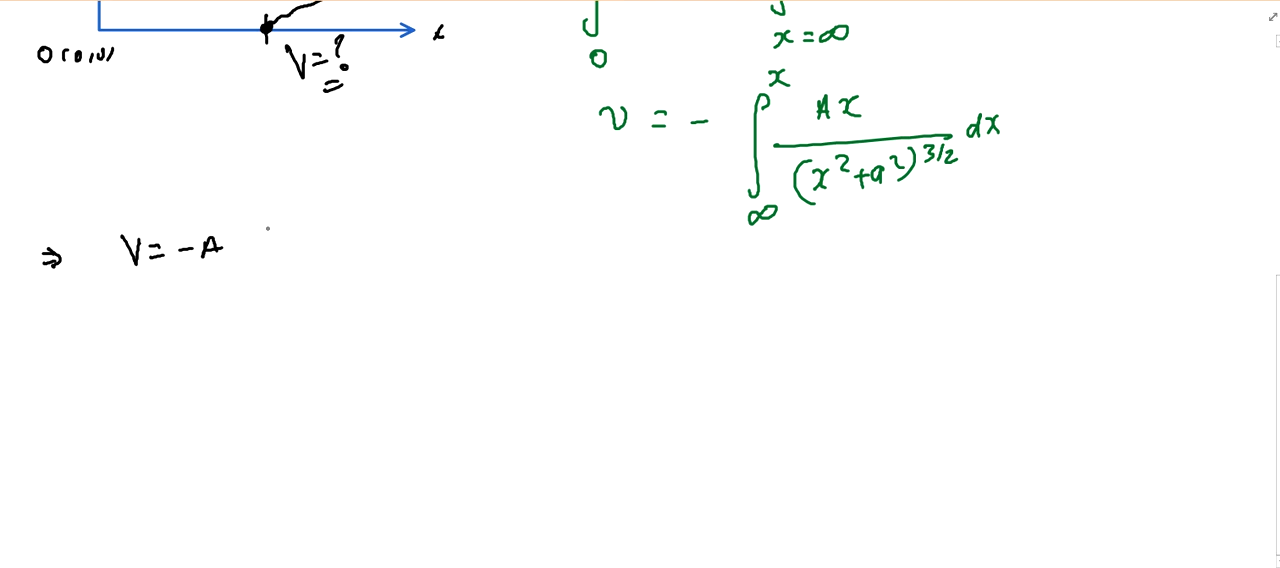 x
O(0,0)
V=?
0
x=∞
V = - ∫_∞^x Ax/(x²+a²)^3/2 dx
⇒ V=-A